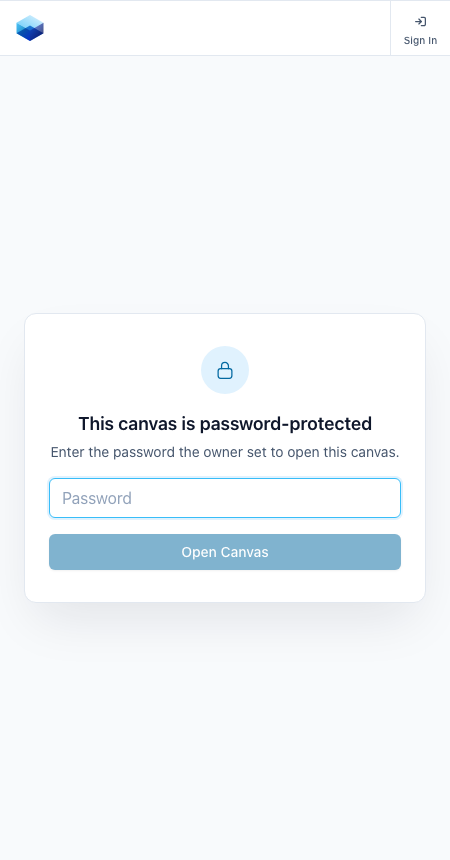 Sign In
This canvas is password-protected
Enter the password the owner set to open this canvas.
Password
Open Canvas